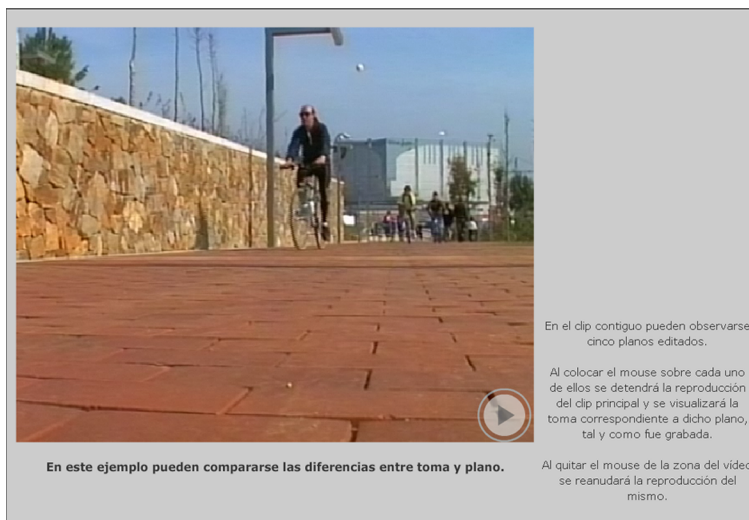 En el clip contiguo pueden observarse
cinco planos editados.
Al colocar el mouse sobre cada uno
de ellos se detendrá la reproducción
del clip principal y se visualizará la
toma correspondiente a dicho plano,
tal y como fue grabada.
Al quitar el mouse de la zona del vídeo
se reanudará la reproducción del
mismo.
En este ejemplo pueden compararse las diferencias entre toma y plano.